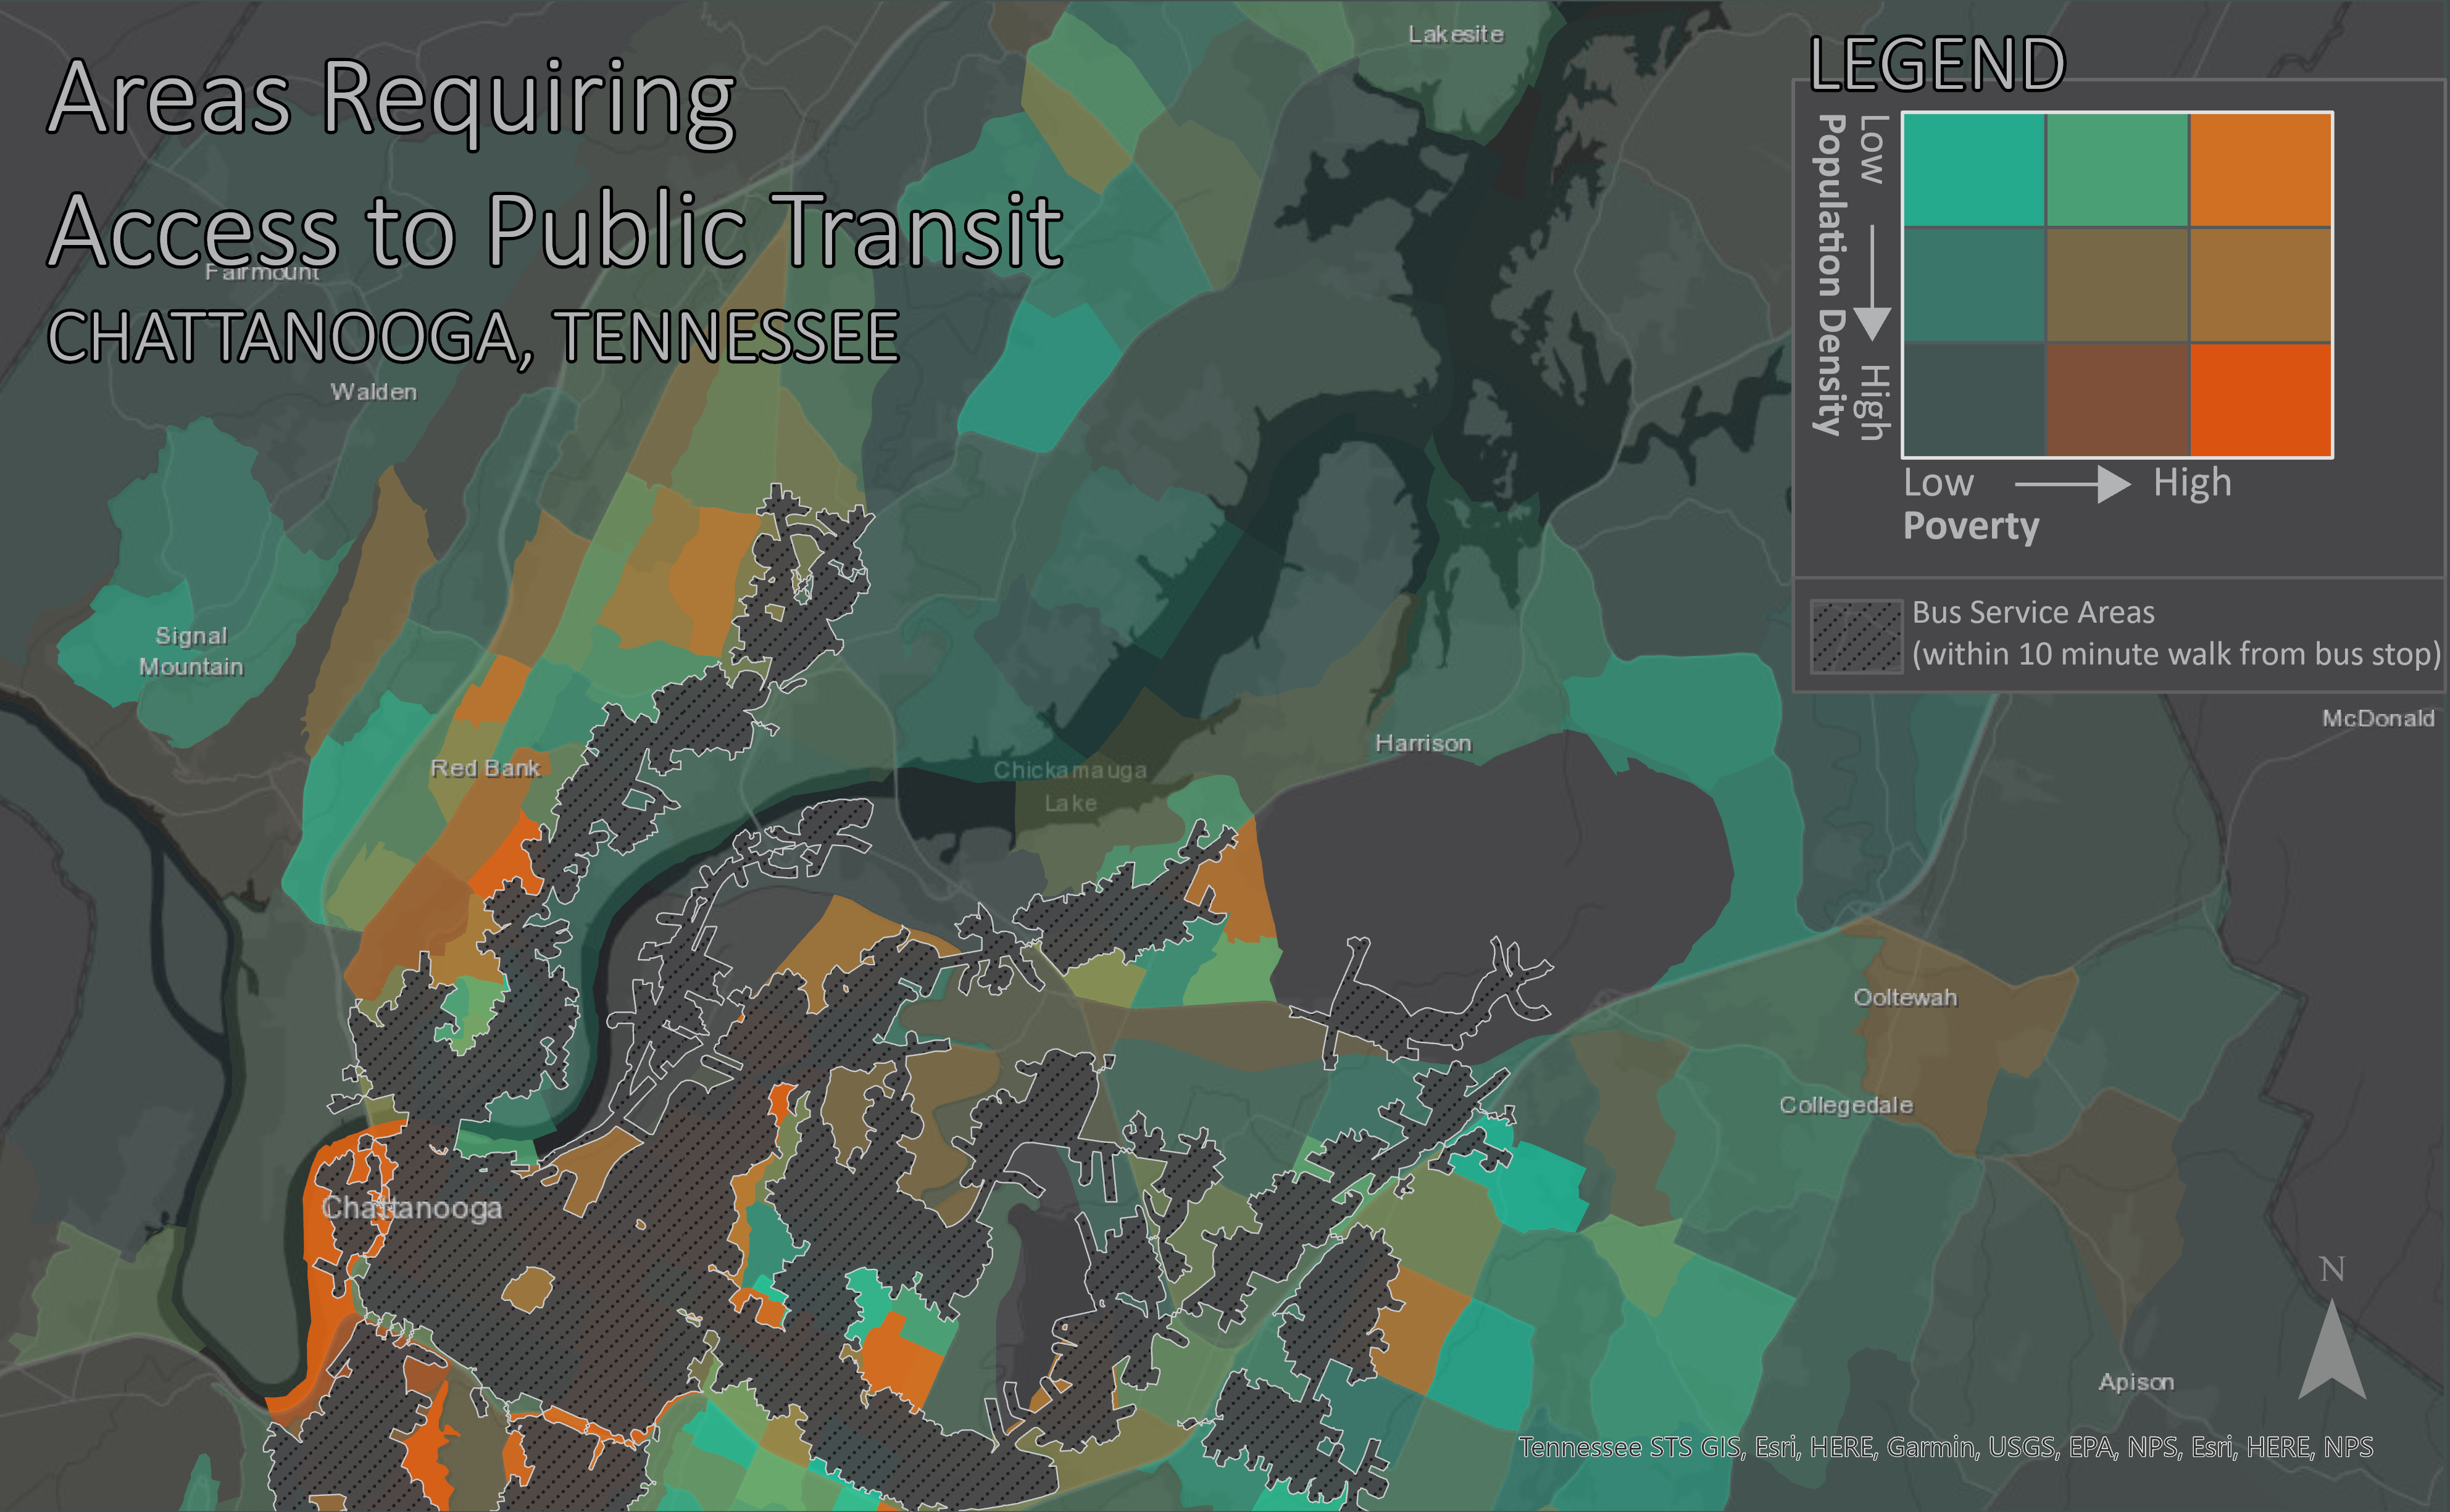 Areas Requiring
Access to Public Transit
CHATTANOOGA, TENNESSEE
LEGEND
Population Density
Low
High
Low
High
Poverty
Bus Service Areas
(within 10 minute walk from bus stop)
Lakesite
Fairmount
Walden
Signal
Mountain
Red Bank
Chickamauga
Lake
Harrison
McDonald
Ooltewah
Collegedale
Chattanooga
Apison
N
Tennessee STS GIS, Esri, HERE, Garmin, USGS, EPA, NPS, Esri, HERE, NPS